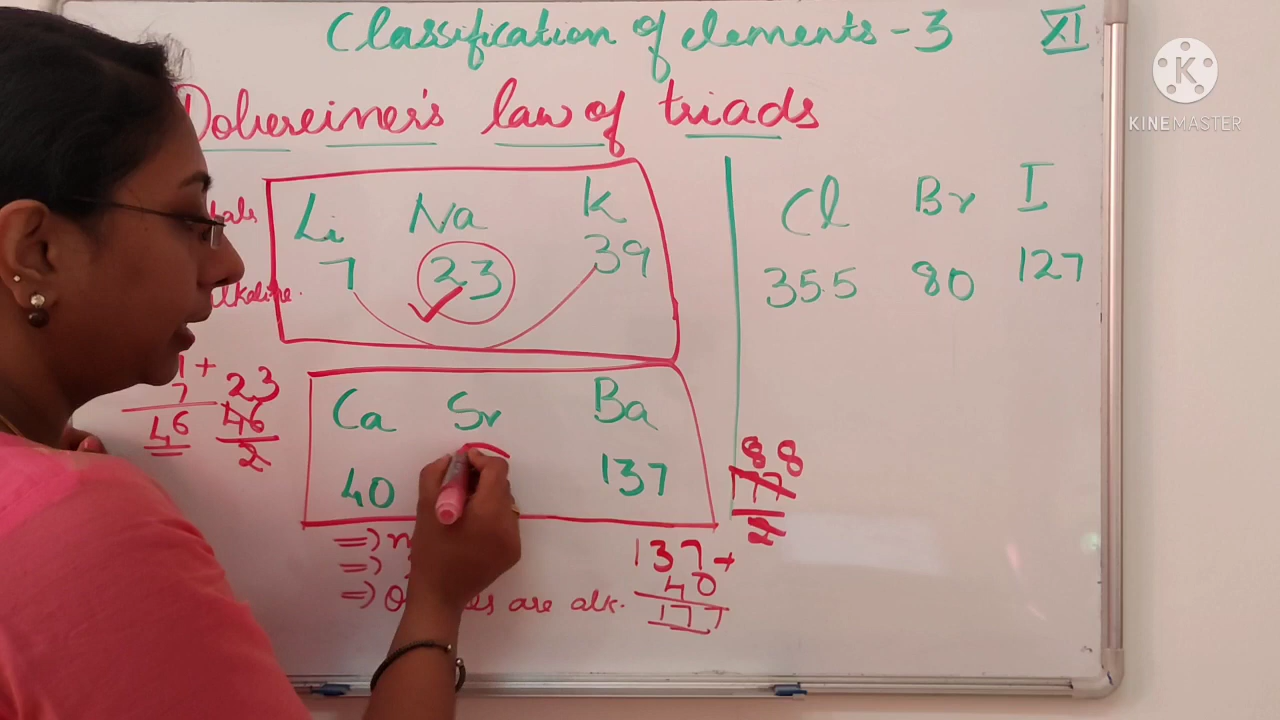 Classification of elements - 3 XI
Dobereiner's law of triads
Li Na K
7 23 39
alkaline.
Cl Br I
35.5 80 127
7 +
46
23
46
2
Ca Sr Ba
40 137
88
177
2
⇒
⇒
⇒ are alk.
137 +
40
177
K
KINEMASTER